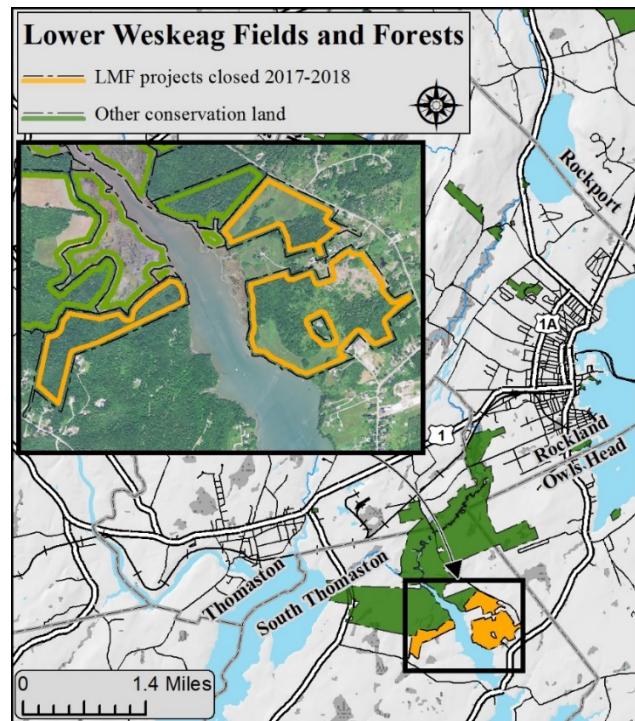 Lower Weskeag Fields and Forests
LMF projects closed 2017-2018
Other conservation land
Rockport
1A
1
Rockland
Owls Head
Thomaston
South Thomaston
0 1.4 Miles